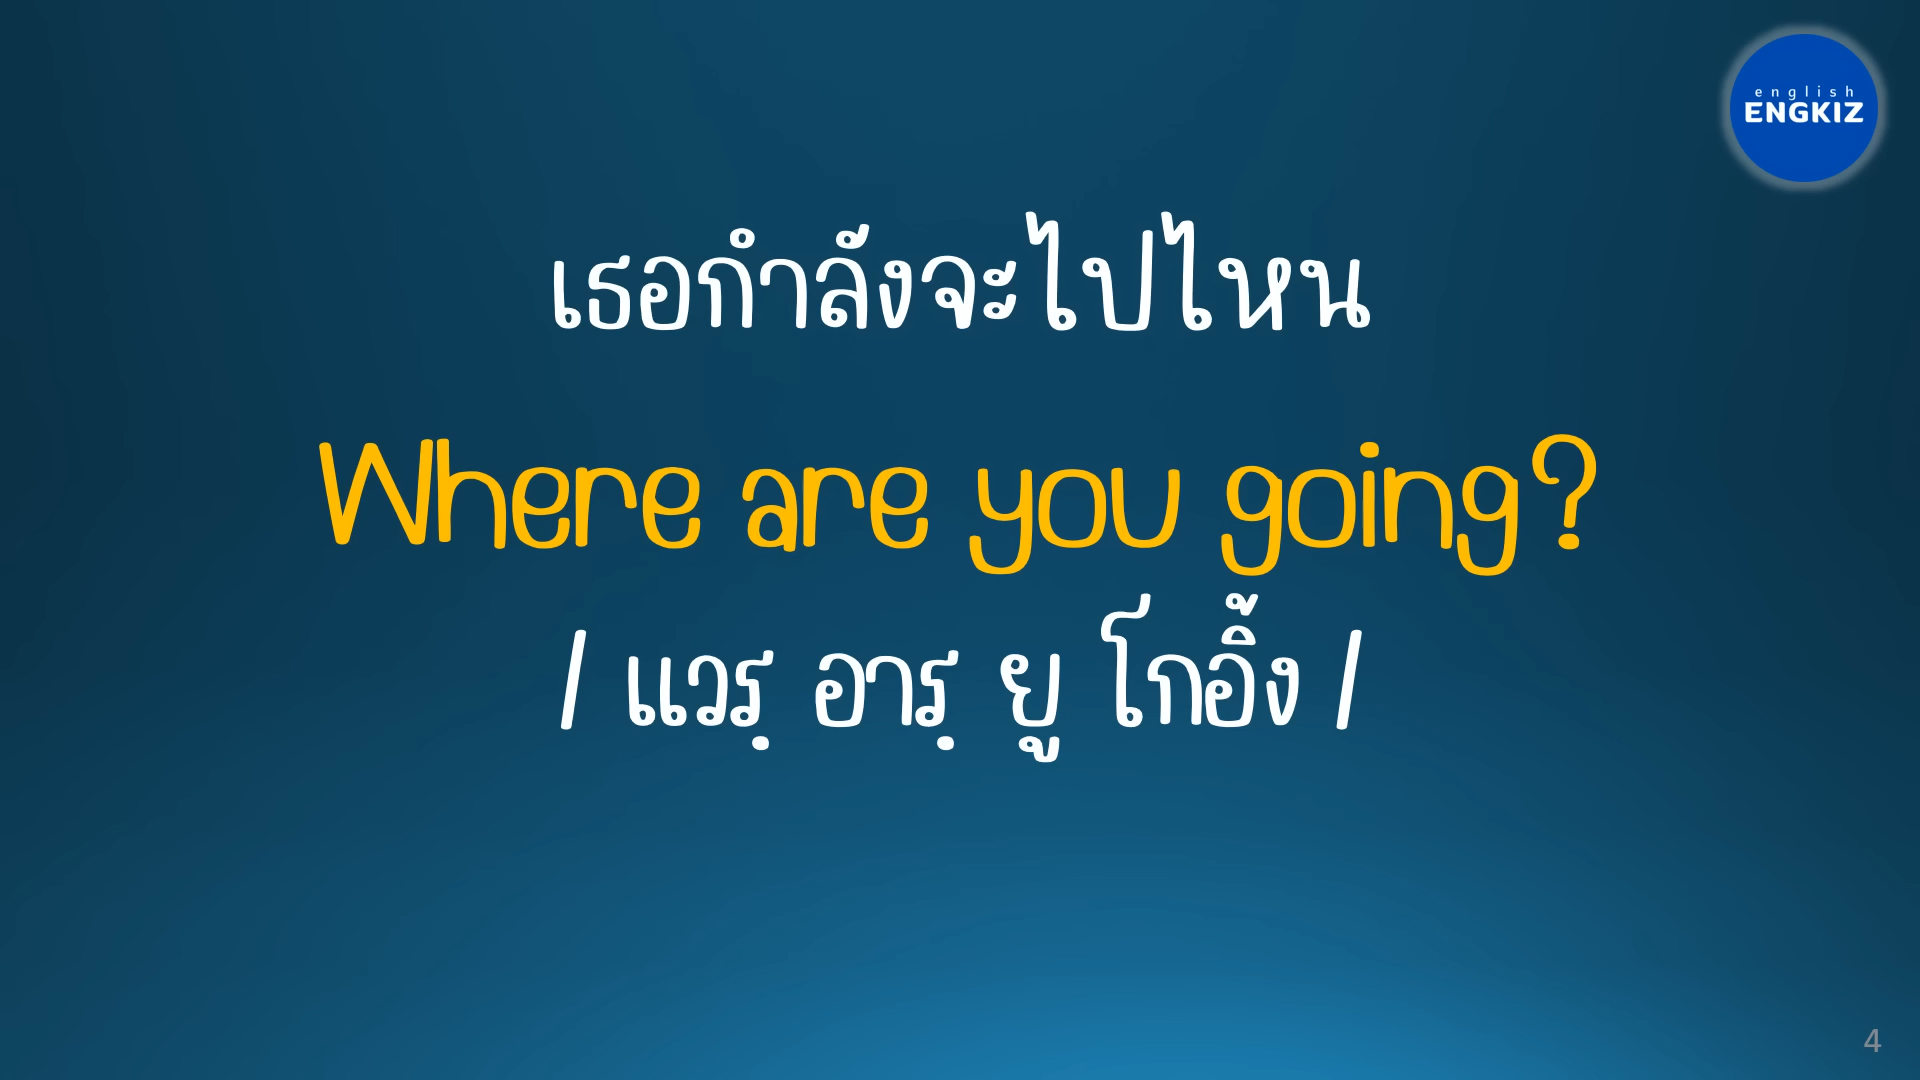 english
ENGKIZ
เธอกำลังจะไปไหน
Where are you going?
/ แวรฺ อารฺ ยู โกอิ้ง /
4